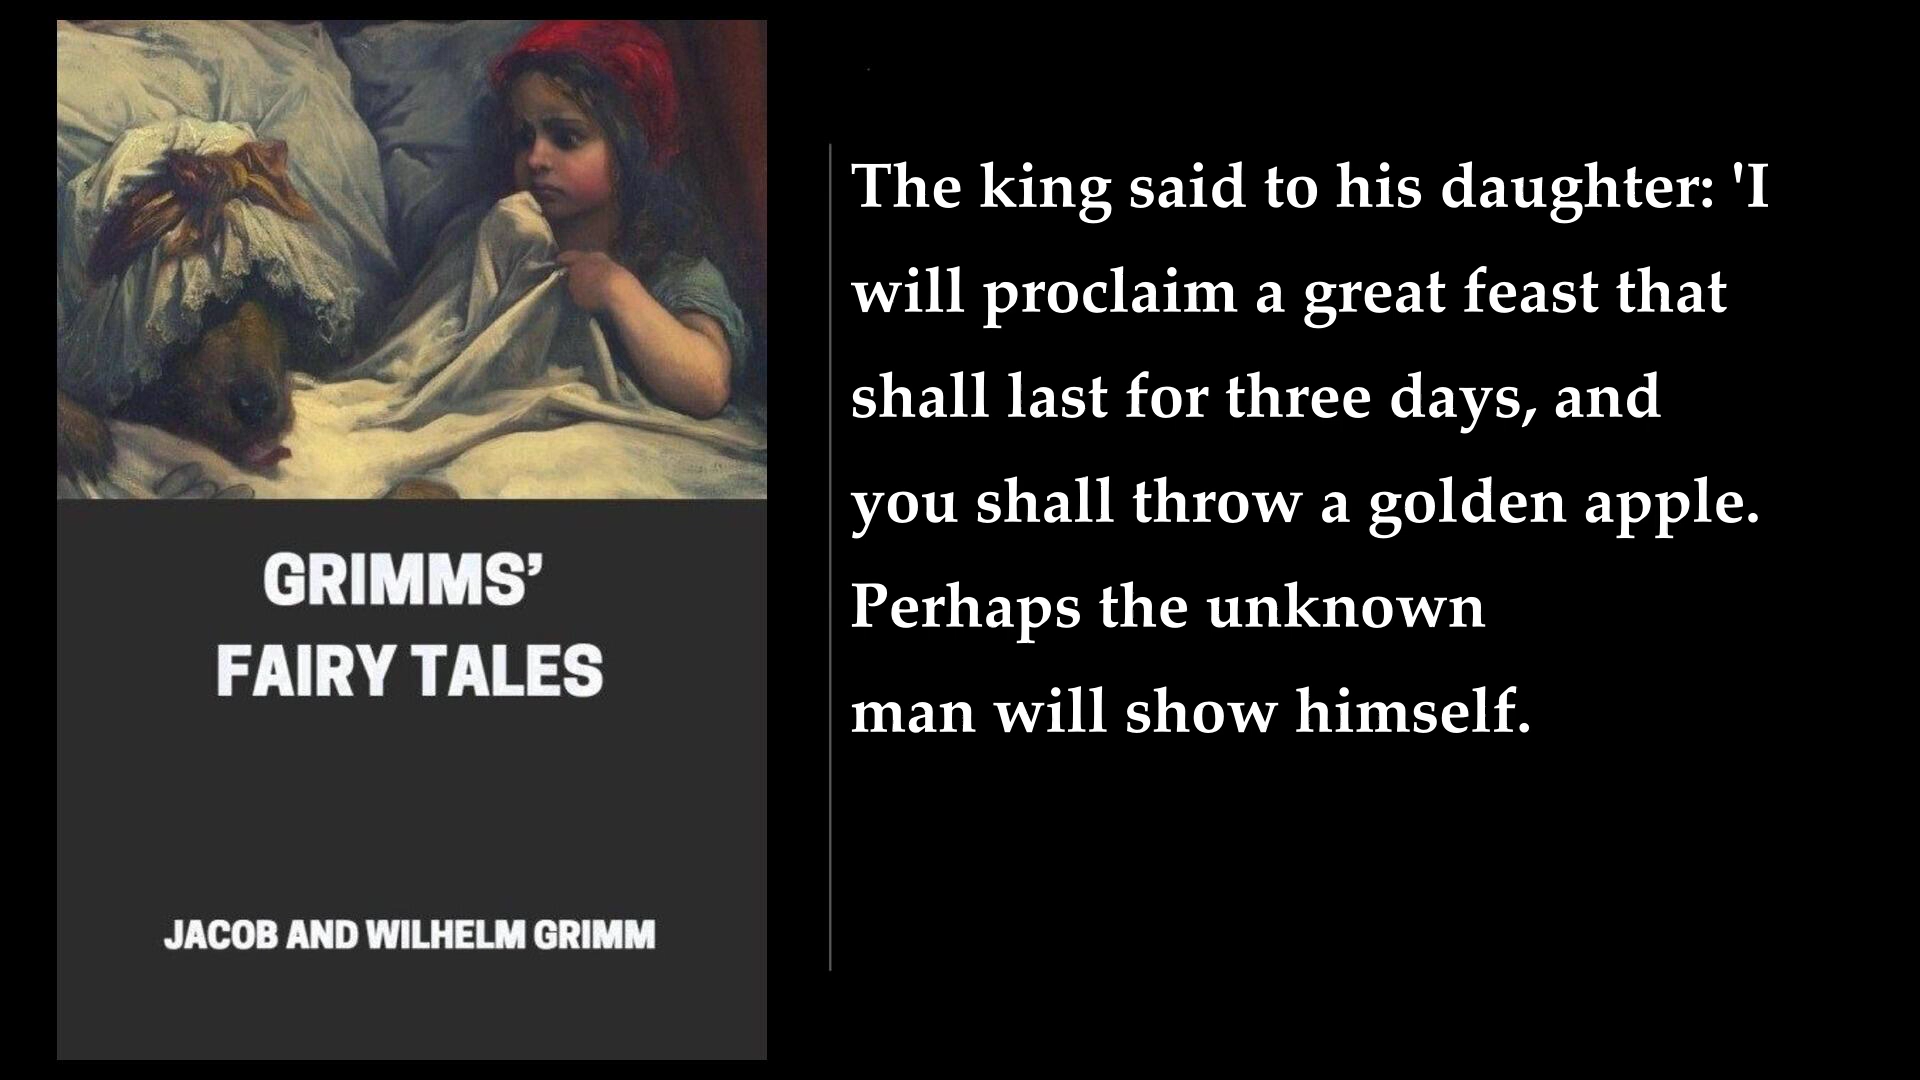 GRIMMS’
FAIRY TALES
JACOB AND WILHELM GRIMM
The king said to his daughter: 'I
will proclaim a great feast that
shall last for three days, and
you shall throw a golden apple.
Perhaps the unknown
man will show himself.